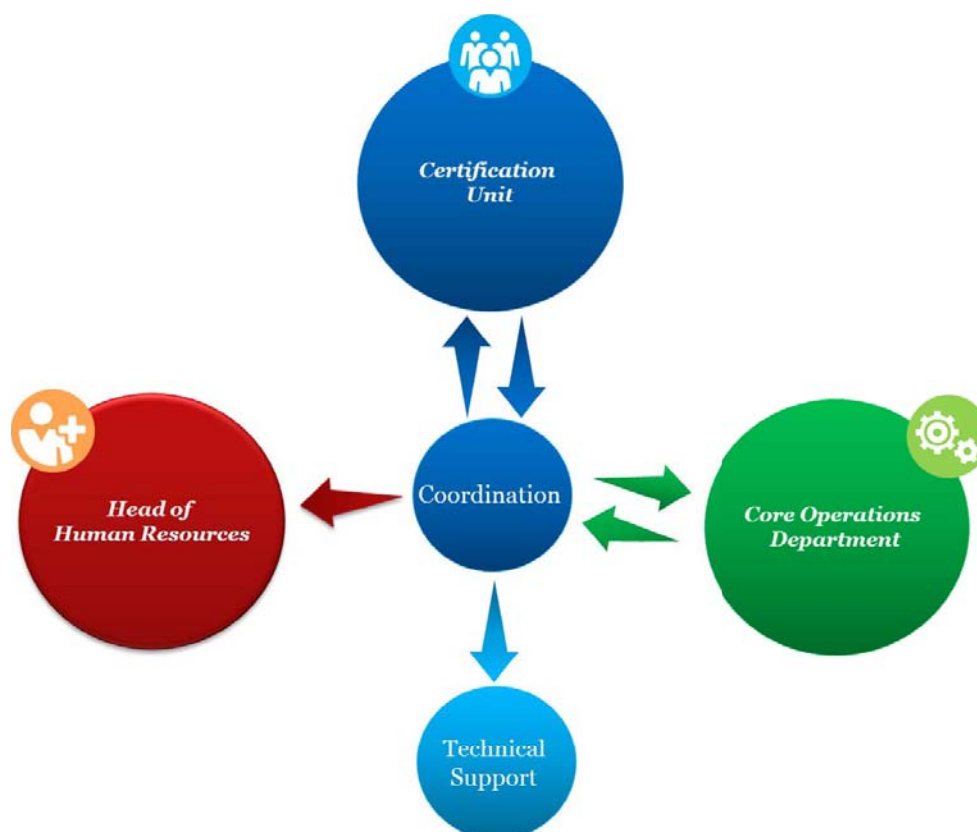 Certification
Unit
Head of
Human Resources
Coordination
Core Operations
Department
Technical
Support